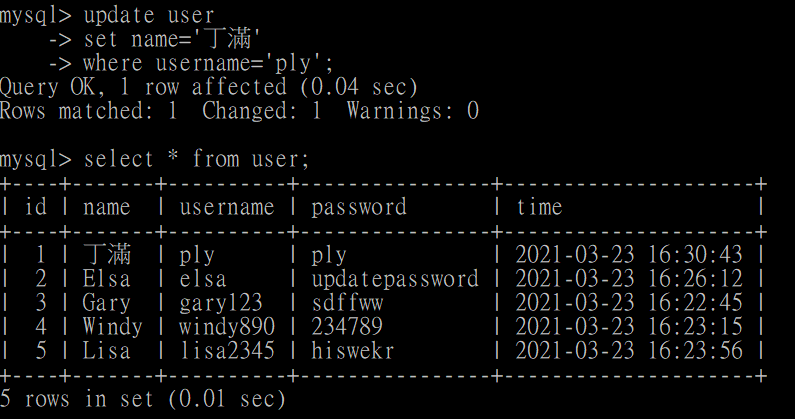 mysql> update user
    -> set name='丁滿'
    -> where username='ply';
Query OK, 1 row affected (0.04 sec)
Rows matched: 1  Changed: 1  Warnings: 0
mysql> select * from user;
+----+-------+----------+----------------+---------------------+
| id | name  | username | password       | time                |
+----+-------+----------+----------------+---------------------+
|  1 | 丁滿  | ply      | ply            | 2021-03-23 16:30:43 |
|  2 | Elsa  | elsa     | updatepassword | 2021-03-23 16:26:12 |
|  3 | Gary  | gary123  | sdffww         | 2021-03-23 16:22:45 |
|  4 | Windy | windy890 | 234789         | 2021-03-23 16:23:15 |
|  5 | Lisa  | lisa2345 | hiswekr        | 2021-03-23 16:23:56 |
+----+-------+----------+----------------+---------------------+
5 rows in set (0.01 sec)